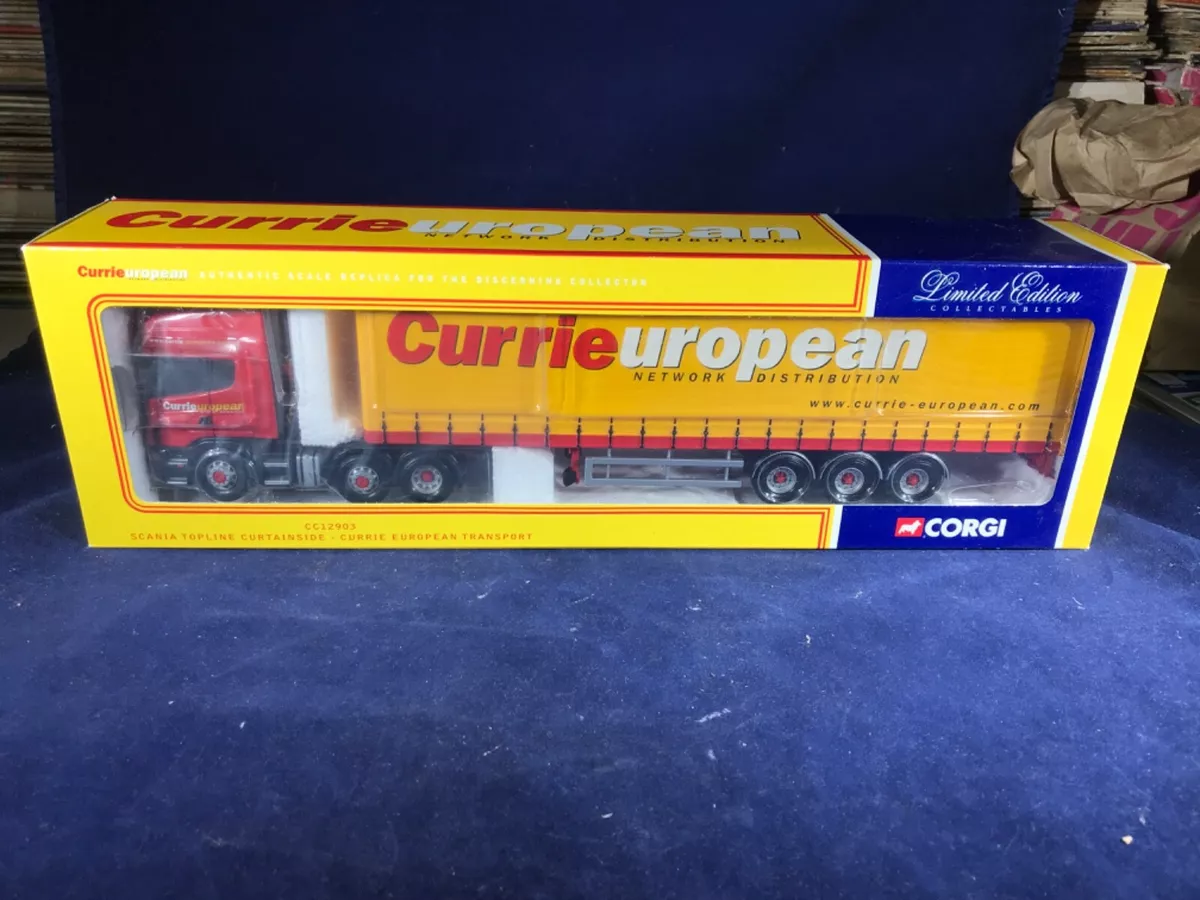 Currieuropean
NETWORK DISTRIBUTION
Currieuropean AUTHENTIC SCALE REPLICA FOR THE DISCERNING COLLECTOR
Limited Edition
COLLECTABLES
Currieuropean
NETWORK DISTRIBUTION
www.currie-european.com
Currieuropean
CC12903
SCANIA TOPLINE CURTAINSIDE - CURRIE EUROPEAN TRANSPORT
CORGI